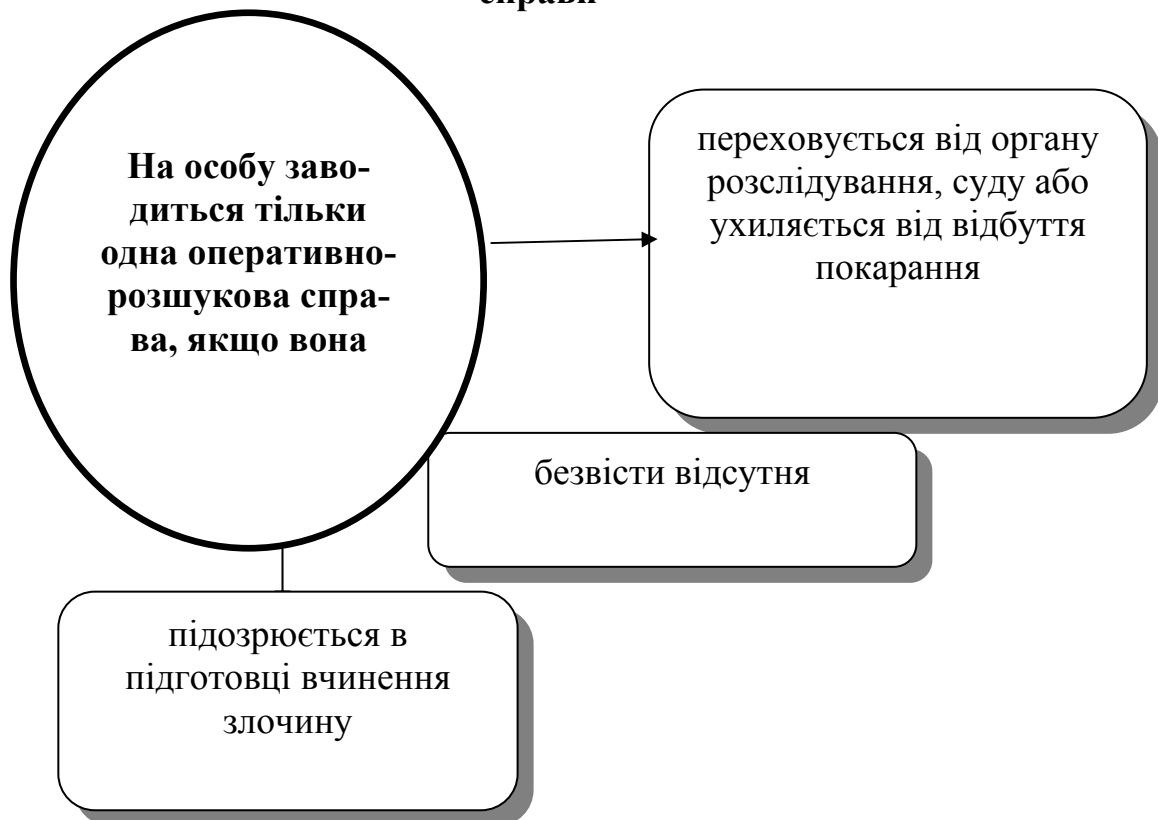 справи
На особу заво-
диться тільки
одна оперативно-
розшукова спра-
ва, якщо вона
переховується від органу
розслідування, суду або
ухиляється від відбуття
покарання
безвісти відсутня
підозрюється в
підготовці вчинення
злочину